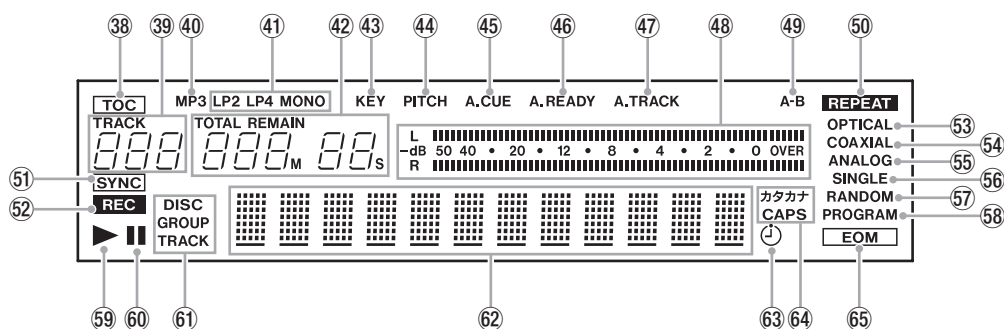 ㊳ ㊴ ㊵ ㊶ ㊷ ㊸ ㊹ ㊺ ㊻ ㊼ ㊽ ㊾ ㊿
TOC MP3 LP2 LP4 MONO KEY PITCH A.CUE A.READY A.TRACK A-B REPEAT
TRACK TOTAL REMAIN
888 888M 88S
L
–dB 50 40 • 20 • 12 • 8 • 4 • 2 • 0 OVER
R
OPTICAL 53
COAXIAL 54
ANALOG 55
SINGLE 56
RANDOM 57
PROGRAM 58
51 SYNC
52 REC
DISC
GROUP
TRACK
カタカナ
CAPS
EOM
59 60 61 62 63 64 65